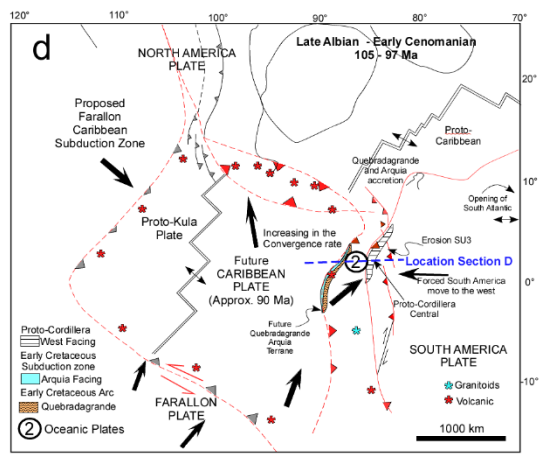 110°
100°
90°
80°
70°
d
NORTH AMERICA
PLATE
Late Albian - Early Cenomanian
105 - 97 Ma
20°
Proposed
Farallon
Caribbean
Subduction Zone
Proto-
Caribbean
Quebradagrande
and Arquia
accretion
10°
Opening of
South Atlantic
Proto-Kula
Plate
Increasing in the
Convergence rate
Erosion SU3
Future
CARIBBEAN
PLATE
(Approx. 90 Ma)
2
Location Section D
Forced South America
move to the west
0°
Proto-Cordillera
Central
Future
Quebradagrande
Arquia
Terrane
Proto-Cordillera
West Facing
Early Cretaceous
Subduction zone
Arquia Facing
Early Cretaceous Arc
Quebradagrande
2 Oceanic Plates
FARALLON
PLATE
SOUTH AMERICA
PLATE
Granitoids
Volcanic
-10°
1000 km